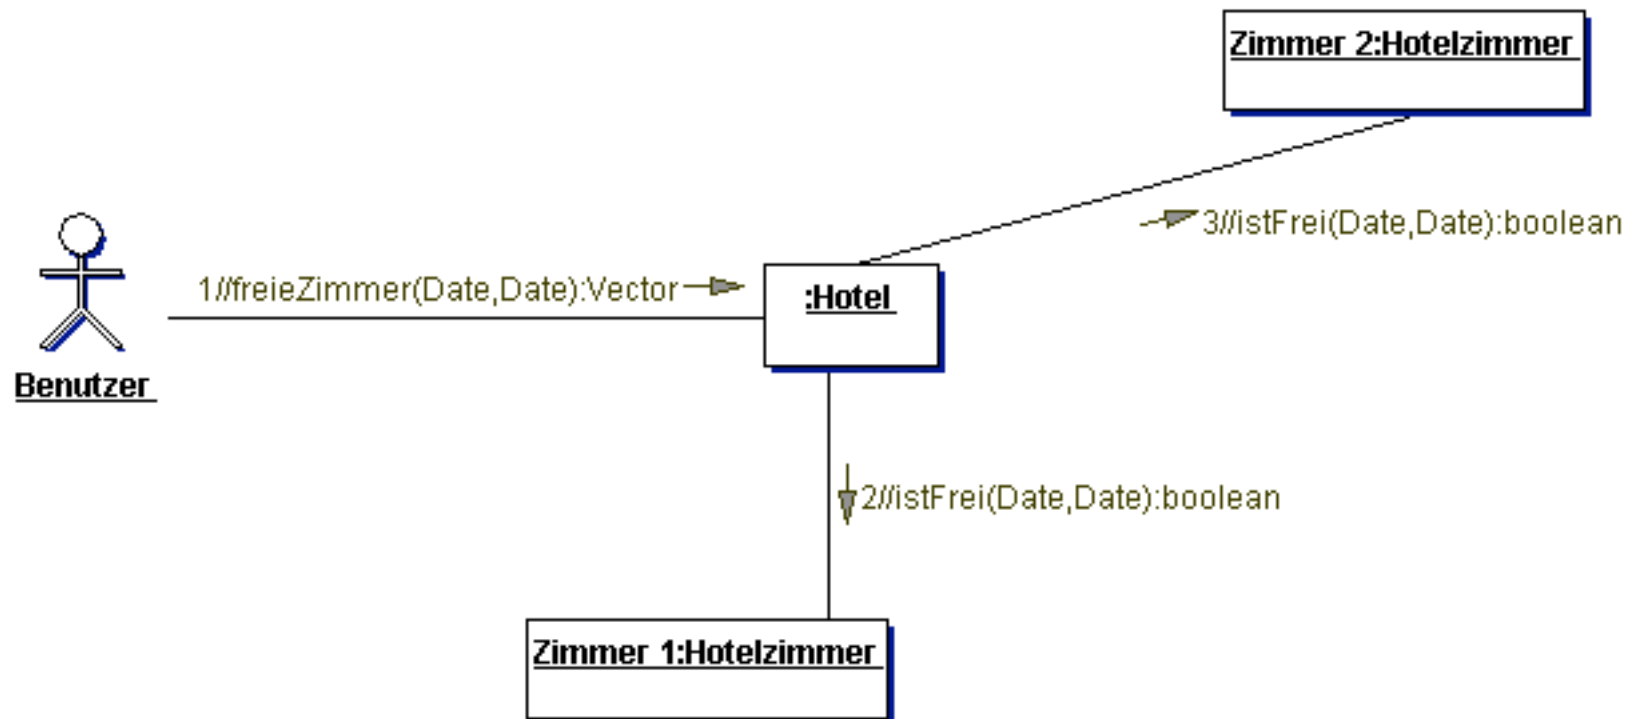 Zimmer 2:Hotelzimmer
3//istFrei(Date,Date):boolean
1//freieZimmer(Date,Date):Vector
:Hotel
Benutzer
2//istFrei(Date,Date):boolean
Zimmer 1:Hotelzimmer